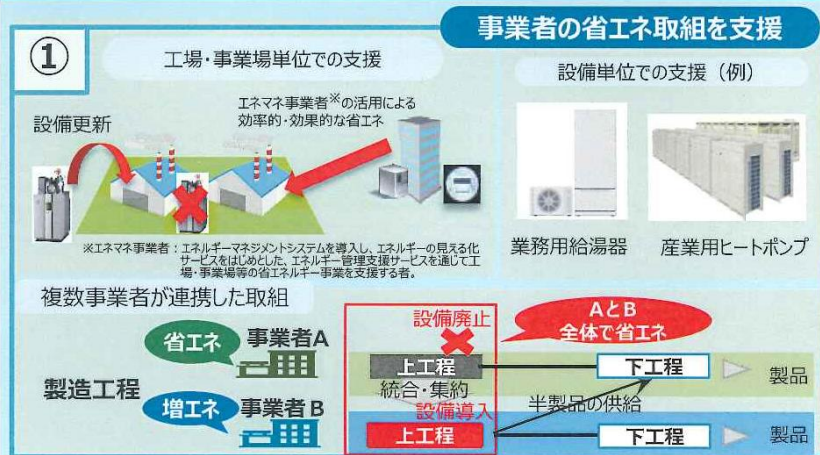 事業者の省エネ取組を支援
①
工場・事業場単位での支援
設備単位での支援（例）
設備更新
エネマネ事業者※の活用による
効率的・効果的な省エネ
※エネマネ事業者：エネルギーマネジメントシステムを導入し、エネルギーの見える化
サービスをはじめとした、エネルギー管理支援サービスを通じて工
場・事業場等の省エネルギー事業を支援する者。
業務用給湯器
産業用ヒートポンプ
複数事業者が連携した取組
設備廃止
AとB
全体で省エネ
省エネ
事業者A
上工程
下工程
製品
製造工程
統合・集約
設備導入
半製品の供給
増エネ
事業者B
上工程
下工程
製品